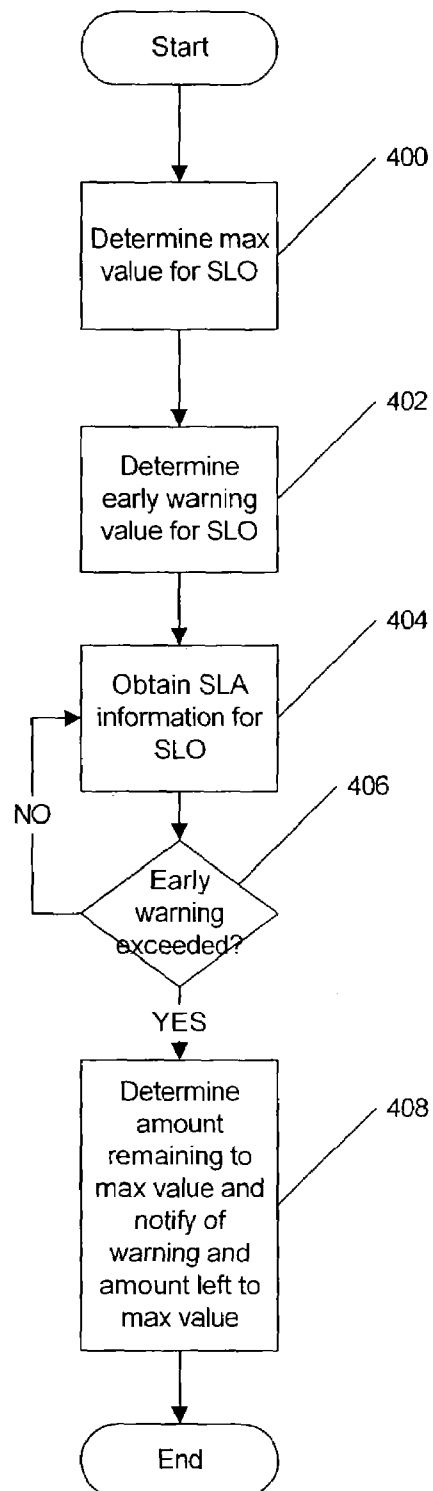 Start
400
Determine max
value for SLO
402
Determine
early warning
value for SLO
404
Obtain SLA
information for
SLO
NO
406
Early
warning
exceeded?
YES
408
Determine
amount
remaining to
max value and
notify of
warning and
amount left to
max value
End